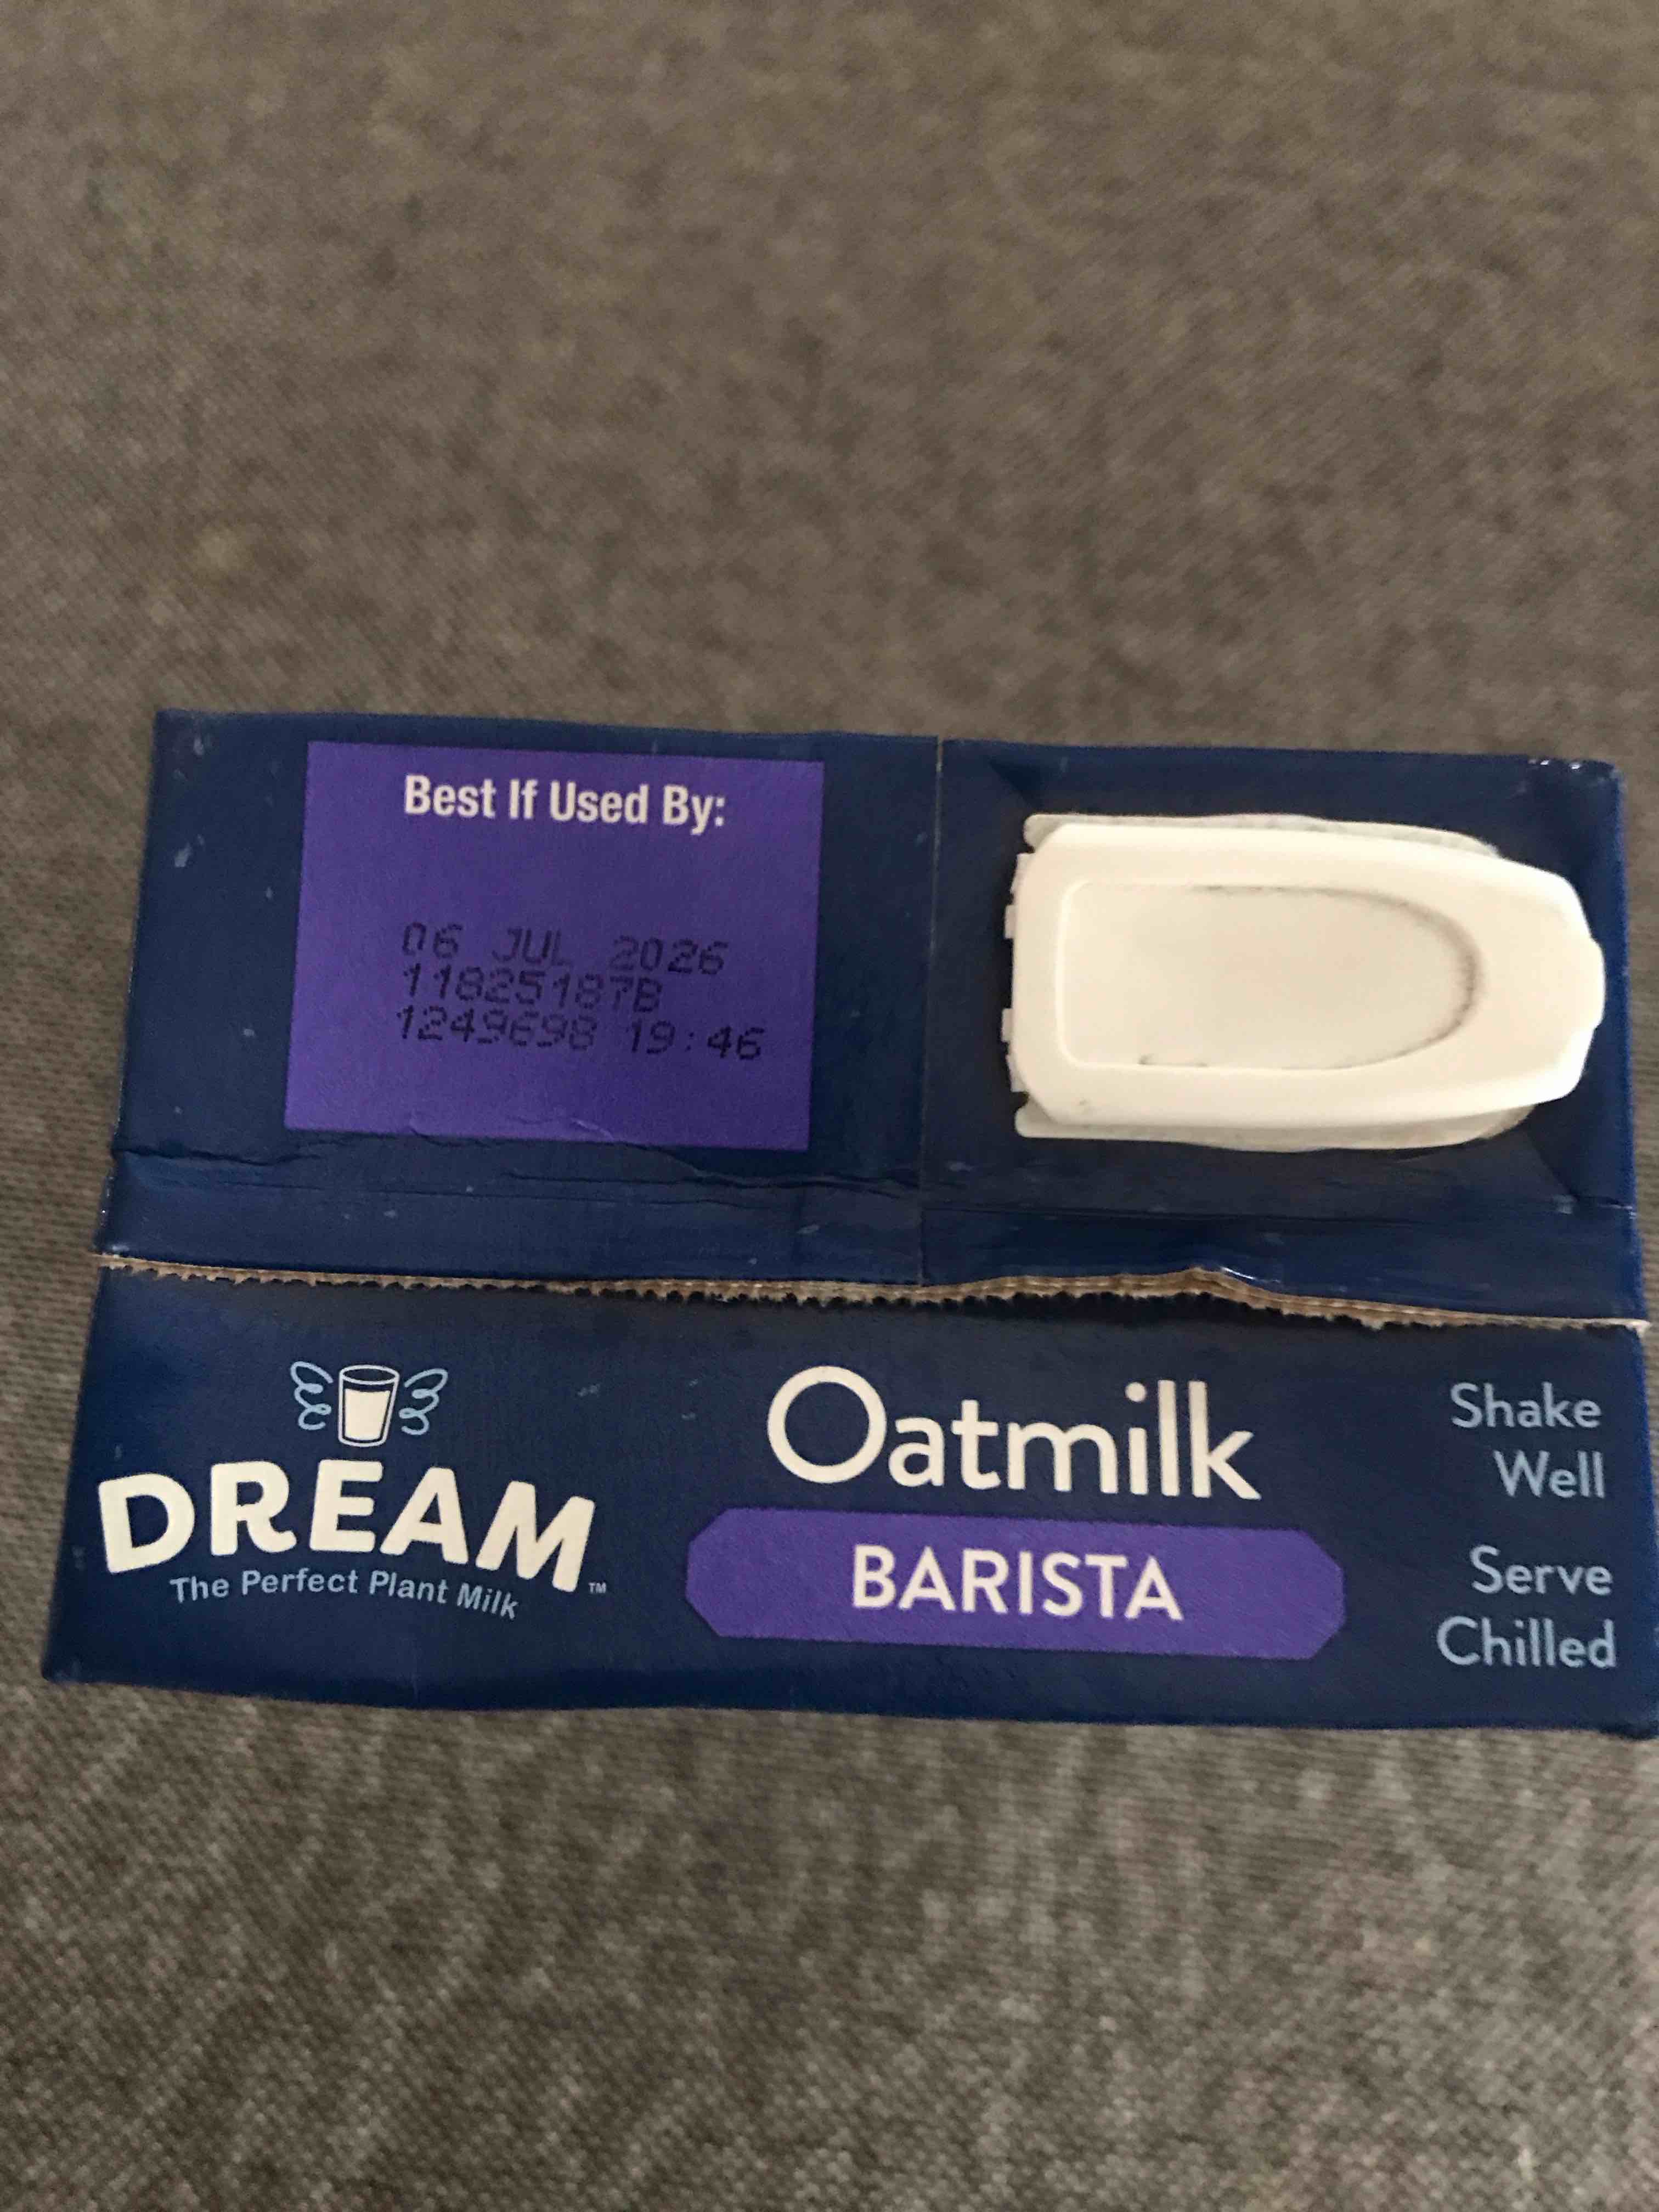 Best If Used By:
06 JUL 2026
11825187B
1249698 19:46
DREAM™
The Perfect Plant Milk
Oatmilk
BARISTA
Shake
Well
Serve
Chilled